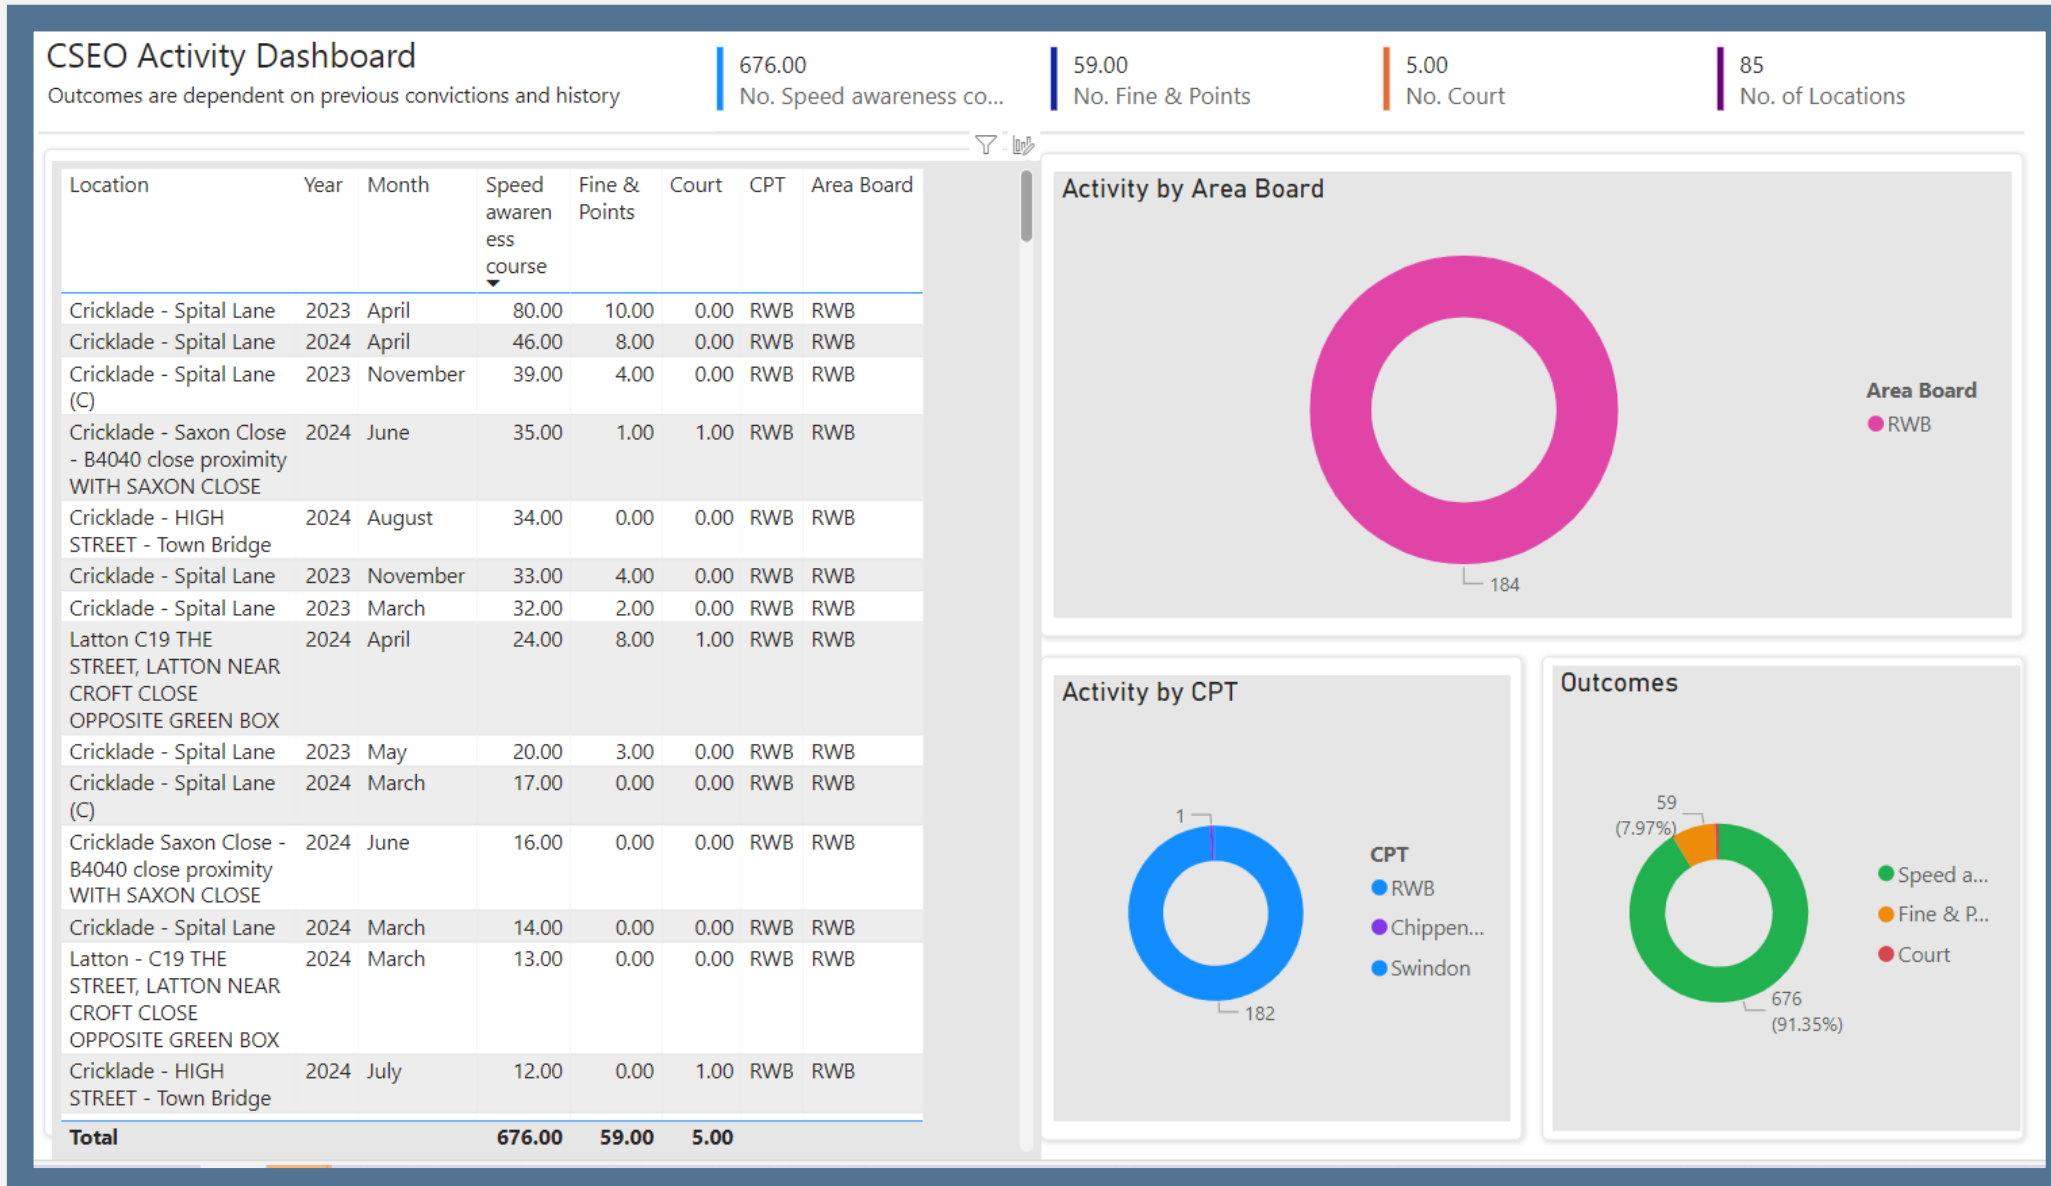 CSEO Activity Dashboard
Outcomes are dependent on previous convictions and history
676.00
No. Speed awareness co...
59.00
No. Fine & Points
5.00
No. Court
85
No. of Locations
Location Year Month Speed awaren ess course Fine & Points Court CPT Area Board
Cricklade - Spital Lane 2023 April 80.00 10.00 0.00 RWB RWB
Cricklade - Spital Lane 2024 April 46.00 8.00 0.00 RWB RWB
Cricklade - Spital Lane 2023 November 39.00 4.00 0.00 RWB RWB
(C)
Cricklade - Saxon Close 2024 June 35.00 1.00 1.00 RWB RWB
- B4040 close proximity
WITH SAXON CLOSE
Cricklade - HIGH 2024 August 34.00 0.00 0.00 RWB RWB
STREET - Town Bridge
Cricklade - Spital Lane 2023 November 33.00 4.00 0.00 RWB RWB
Cricklade - Spital Lane 2023 March 32.00 2.00 0.00 RWB RWB
Latton C19 THE 2024 April 24.00 8.00 1.00 RWB RWB
STREET, LATTON NEAR
CROFT CLOSE
OPPOSITE GREEN BOX
Cricklade - Spital Lane 2023 May 20.00 3.00 0.00 RWB RWB
Cricklade - Spital Lane 2024 March 17.00 0.00 0.00 RWB RWB
(C)
Cricklade Saxon Close - 2024 June 16.00 0.00 0.00 RWB RWB
B4040 close proximity
WITH SAXON CLOSE
Cricklade - Spital Lane 2024 March 14.00 0.00 0.00 RWB RWB
Latton - C19 THE 2024 March 13.00 0.00 0.00 RWB RWB
STREET, LATTON NEAR
CROFT CLOSE
OPPOSITE GREEN BOX
Cricklade - HIGH 2024 July 12.00 0.00 1.00 RWB RWB
STREET - Town Bridge
Total 676.00 59.00 5.00
Activity by Area Board
184
Area Board
RWB
Activity by CPT
1
182
CPT
RWB
Chippen...
Swindon
Outcomes
59
(7.97%)
676
(91.35%)
Speed a...
Fine & P...
Court